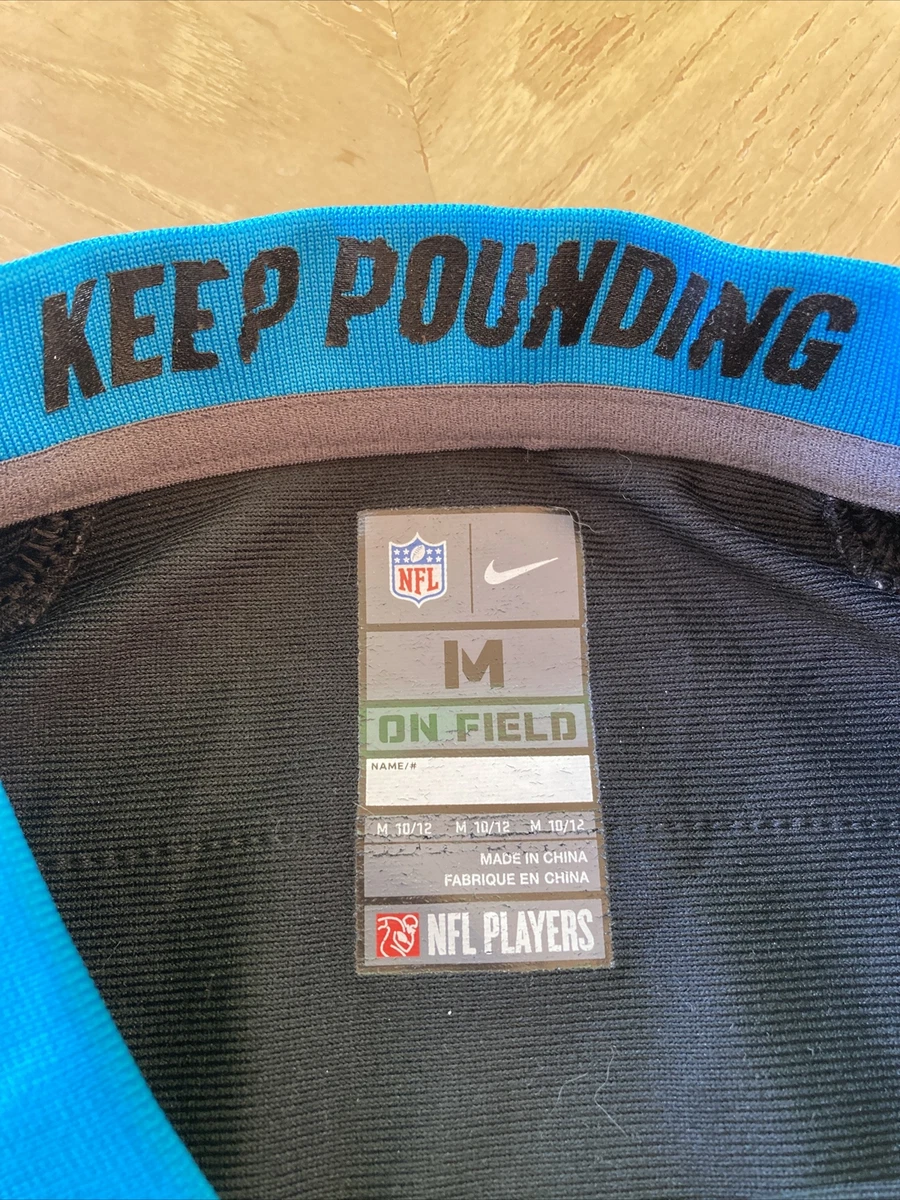 KEEP POUNDING
NFL
M
ON FIELD
NAME/#
M 10/12 M 10/12 M 10/12
MADE IN CHINA
FABRIQUE EN CHINA
NFL PLAYERS